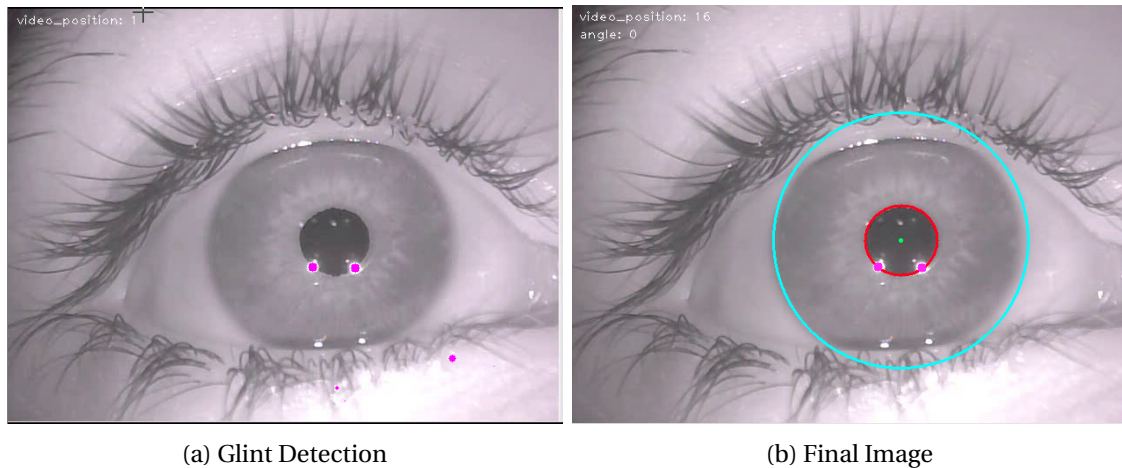 video_position: 1
video_position: 16
angle: 0
(a) Glint Detection
(b) Final Image